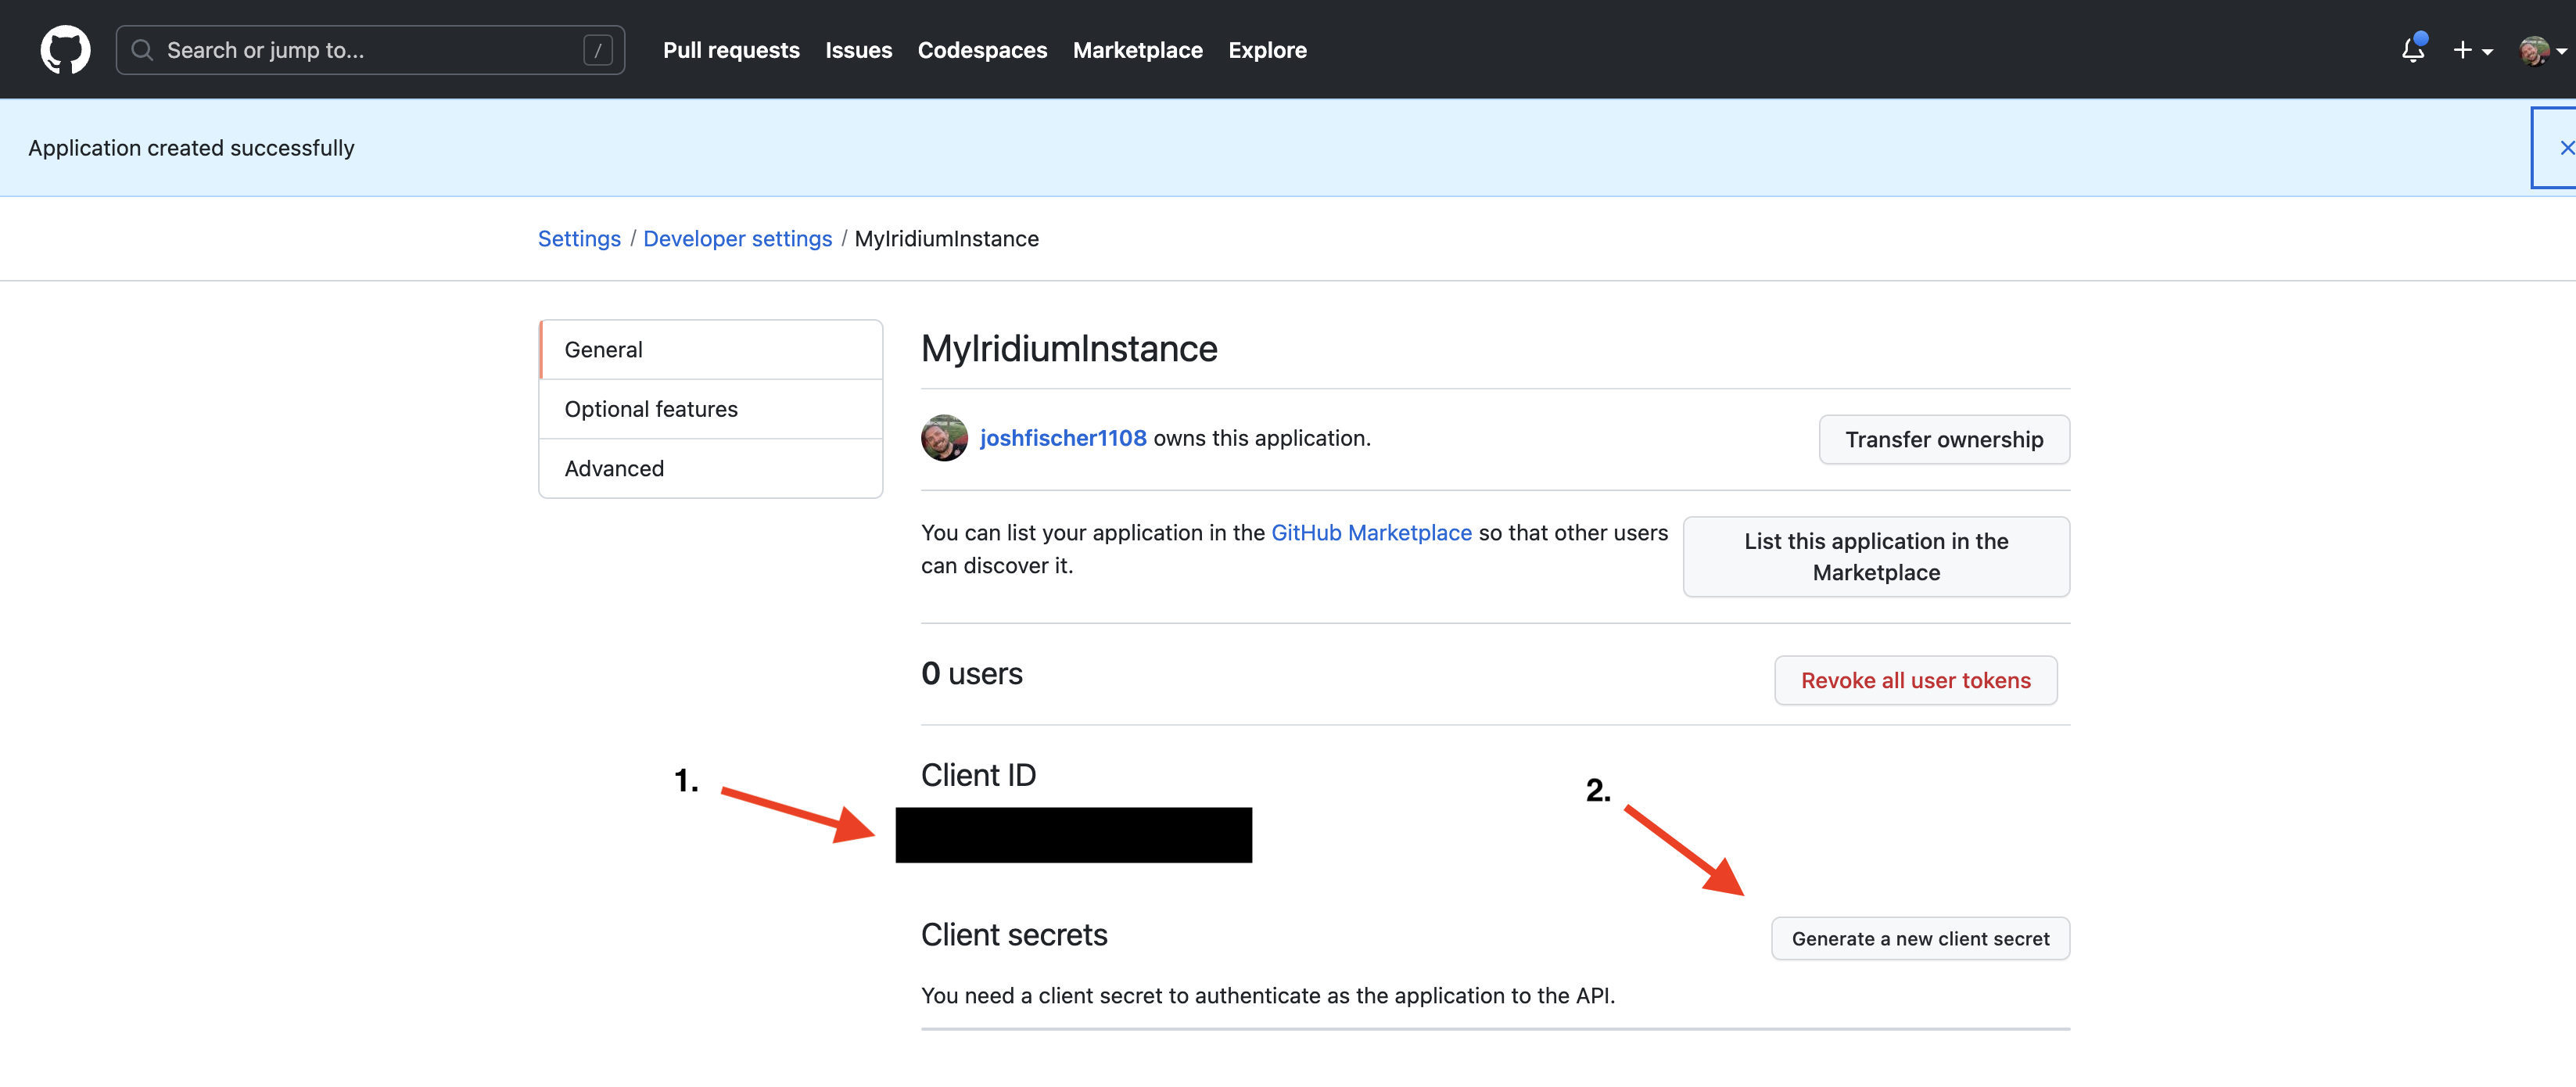 Search or jump to... /
Pull requests Issues Codespaces Marketplace Explore
Application created successfully
Settings / Developer settings / MyIridiumInstance
General
Optional features
Advanced
MyIridiumInstance
joshfischer1108 owns this application.
Transfer ownership
You can list your application in the GitHub Marketplace so that other users
can discover it.
List this application in the
Marketplace
0 users
Revoke all user tokens
Client ID
1.
2.
Client secrets
Generate a new client secret
You need a client secret to authenticate as the application to the API.